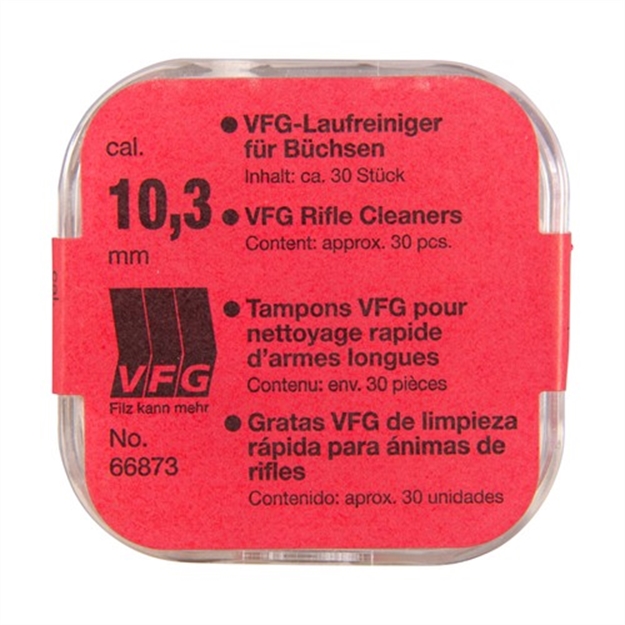 cal.
10,3
mm
VFG
Filz kann mehr
No.
66873
● VFG-Laufreiniger
für Büchsen
Inhalt: ca. 30 Stück
● VFG Rifle Cleaners
Content: approx. 30 pcs.
● Tampons VFG pour
nettoyage rapide
d'armes longues
Contenu: env. 30 pièces
● Gratas VFG de limpieza
rápida para ánimas de
rifles
Contenido: aprox. 30 unidades